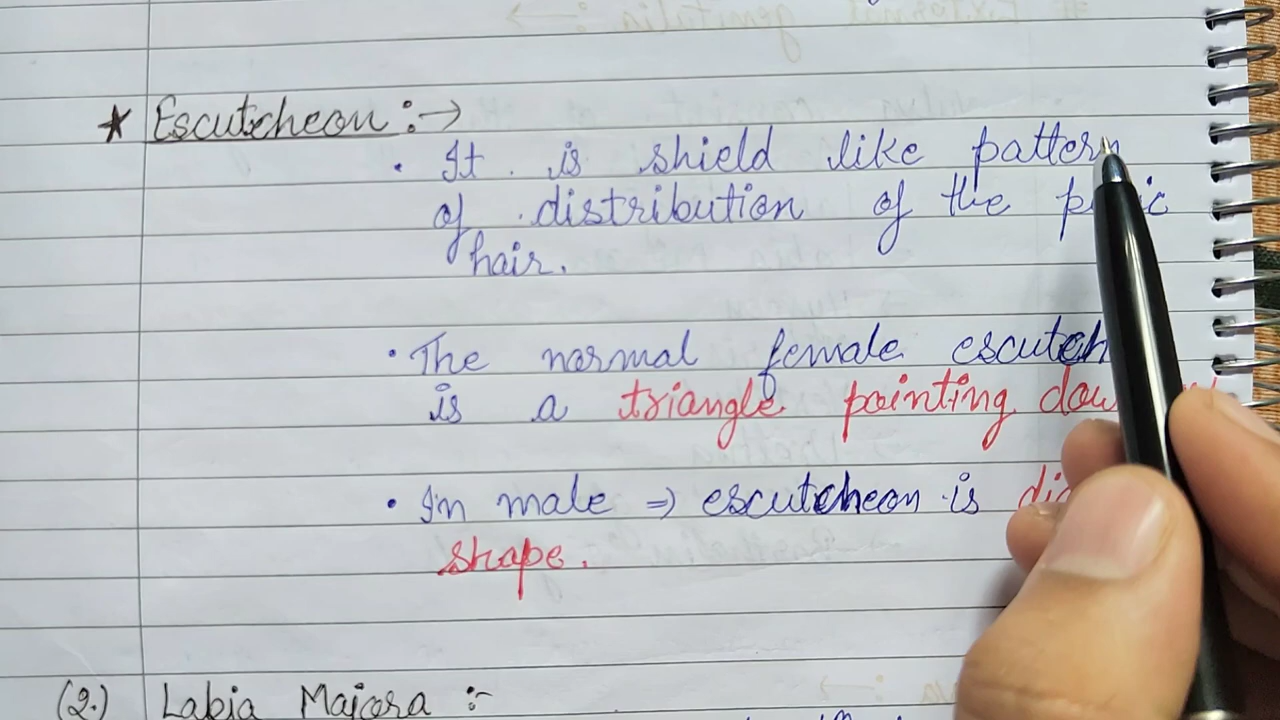 ★ Escutcheon :→
• It is shield like pattern
of distribution of the
hair.
• The normal female
is a triangle pointing
• In male ⇒ escutcheon is
shape.
(2.) Labia Majora :-